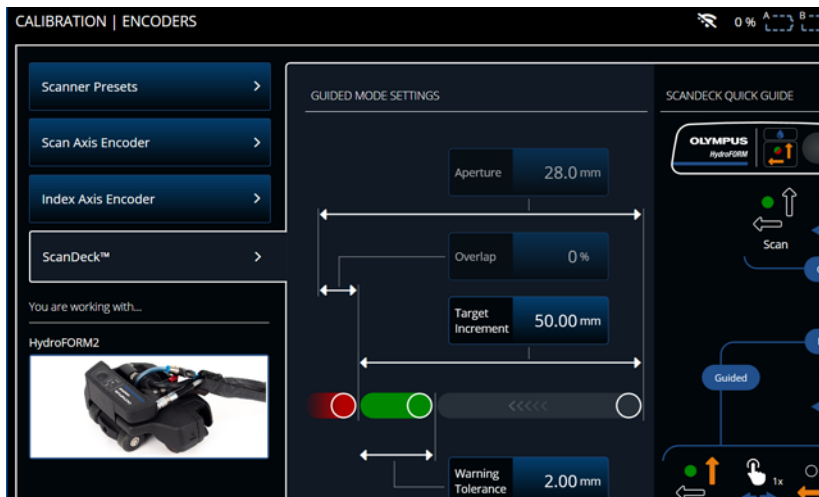 CALIBRATION | ENCODERS
0 %
A
B
Scanner Presets
Scan Axis Encoder
Index Axis Encoder
ScanDeck™
You are working with...
HydroFORM2
GUIDED MODE SETTINGS
Aperture 28.0 mm
Overlap 0 %
Target
Increment 50.00 mm
Warning
Tolerance 2.00 mm
SCANDECK QUICK GUIDE
OLYMPUS
HydroFORM
Scan
Guided
1x